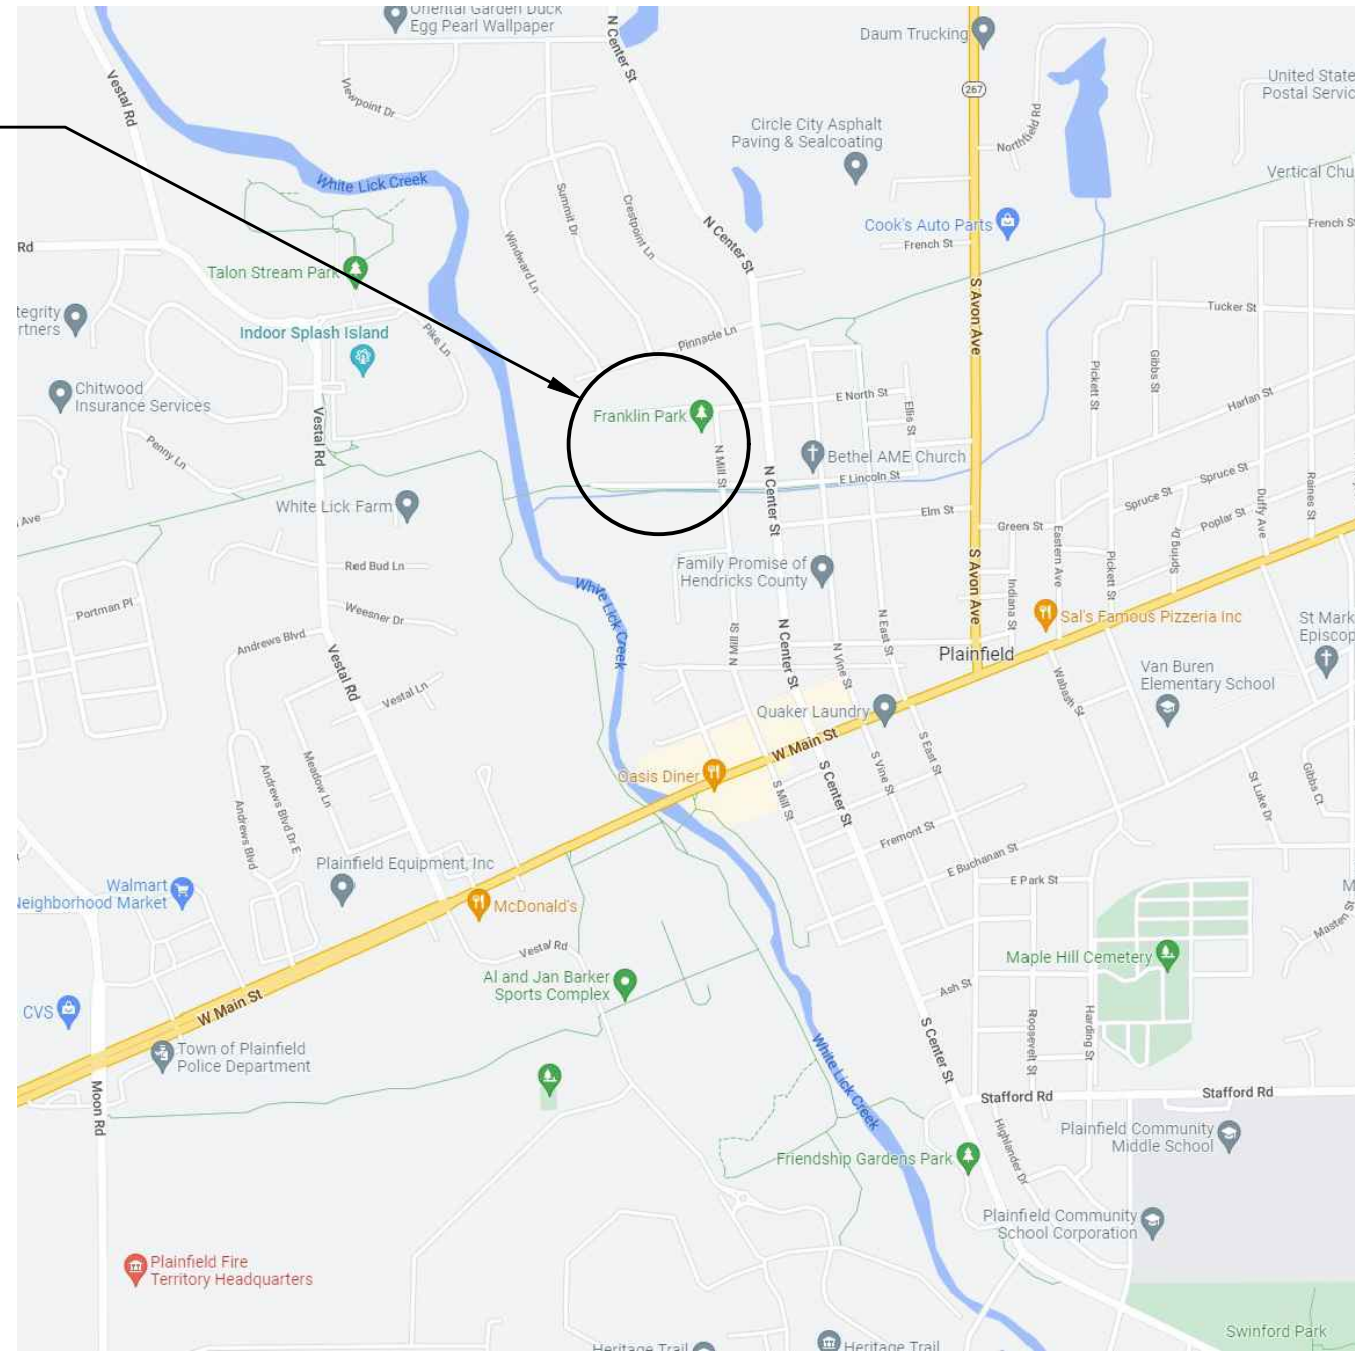 Oriental Garden Duck
Egg Pearl Wallpaper
N Center St
Daum Trucking
267
United State
Postal Servic
Vestal Rd
Viewpoint Dr
Circle City Asphalt
Paving & Sealcoating
Northfield Rd
White Lick Creek
Summit Dr
Crestpoint Ln
Vertical Chu
Windward Ln
N Center St
Cook's Auto Parts
French St
French S
Rd
Talon Stream Park
S Avon Ave
Tucker St
tegrity
rtners
Indoor Splash Island
Pike Ln
Pinnacle Ln
Pickett St
Gibbs St
Chitwood
Insurance Services
Franklin Park
E North St
Ellis St
Harlan St
Vestal Rd
Penny Ln
N Mill St
N Center St
Bethel AME Church
E Lincoln St
Spruce St
Spruce St
Duffy Ave
Raines St
White Lick Farm
Elm St
Green St
Poplar St
Ave
Eastern Ave
Spring Dr
Red Bud Ln
Family Promise of
Hendricks County
S Avon Ave
Pickett St
Indiana St
White Lick Creek
Portman Pl
Weesner Dr
Andrews Blvd
N Mill St
N Center St
N East St
N Vine St
Sal's Famous Pizzeria Inc
St Mark
Episcop
Plainfield
Vestal Rd
Vestal Ln
Wabash St
Van Buren
Elementary School
Quaker Laundry
W Main St
Meadow Ln
Oasis Diner
S Mill St
S Center St
S Vine St
S East St
St Luke Dr
Gibbs Ct
Andrews Blvd
Andrews Blvd Dr E
Fremont St
E Buchanan St
Plainfield Equipment, Inc
E Park St
Walmart
Neighborhood Market
McDonald's
M
Masten St
Vestal Rd
Maple Hill Cemetery
Al and Jan Barker
Sports Complex
Ash St
CVS
W Main St
Roosevelt St
Harding St
Town of Plainfield
Police Department
S Center St
White Lick Creek
Moon Rd
Stafford Rd
Stafford Rd
Highlander Dr
Plainfield Community
Middle School
Friendship Gardens Park
Plainfield Community
School Corporation
Plainfield Fire
Territory Headquarters
Swinford Park
Heritage Trail
Heritage Trail